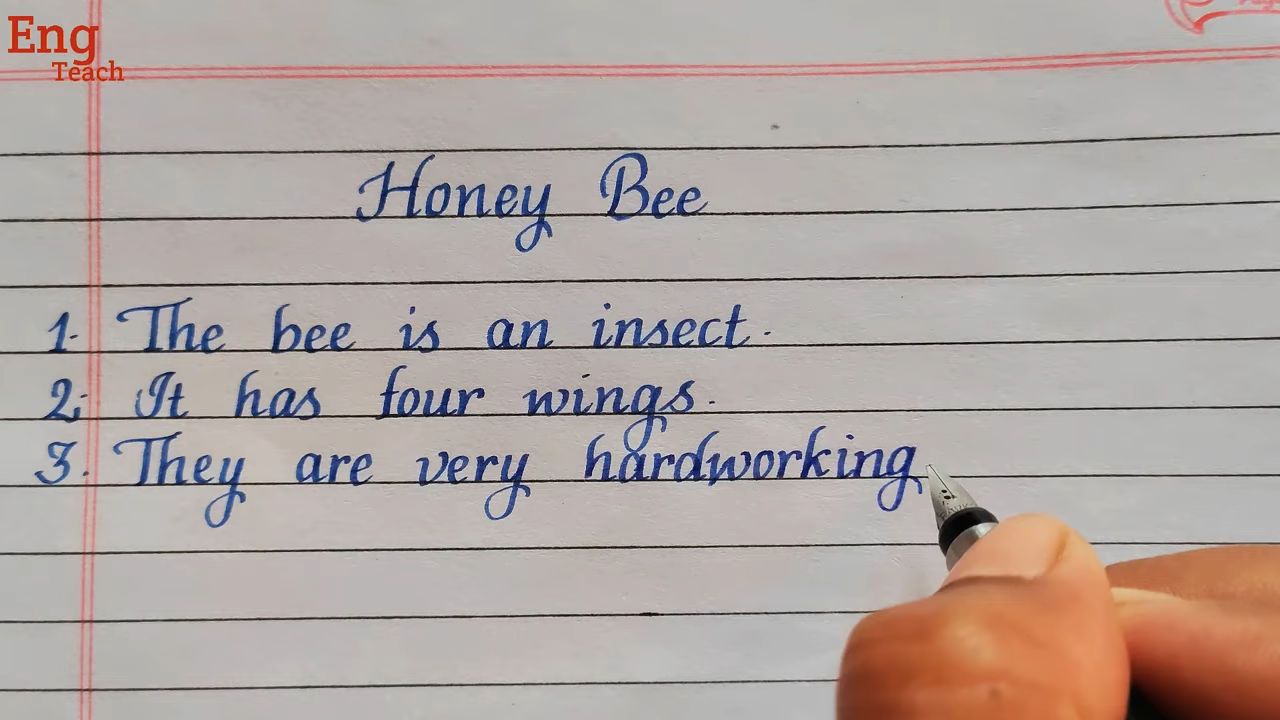 Eng
Teach
Honey Bee
1. The bee is an insect.
2. It has four wings.
3. They are very hardworking